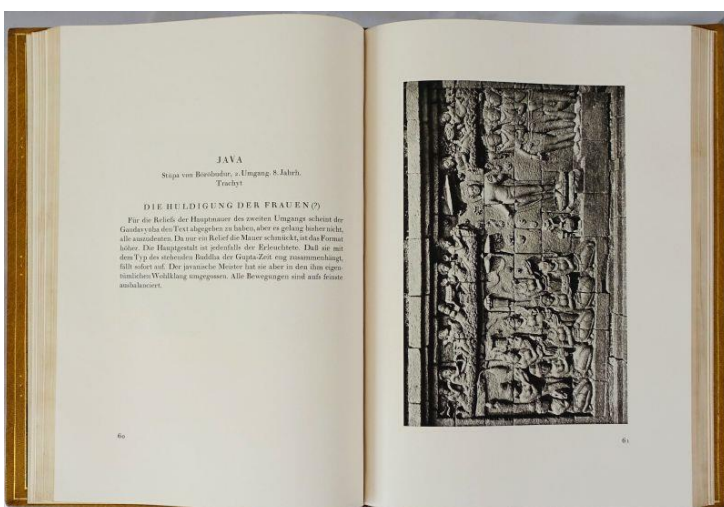 JAVA
Stūpa von Borobudur, 2. Umgang. 8. Jahrh.
Trachyt
DIE HULDIGUNG DER FRAUEN (?)
Für die Reliefs der Hauptmauer des zweiten Umgangs scheint der
Gandavyuha den Text abgegeben zu haben, aber es gelang bisher nicht,
alle auszudeuten. Da nur ein Relief die Mauer schmückt, ist das Format
höher. Die Hauptgestalt ist jedenfalls der Erleuchtete. Daß sie mit
dem Typ des stehenden Buddha der Gupta-Zeit eng zusammenhängt,
fällt sofort auf. Der javanische Meister hat sie aber in den ihm eigen-
tümlichen Wohlklang umgegossen. Alle Bewegungen sind aufs feinste
ausbalanciert.
60
61